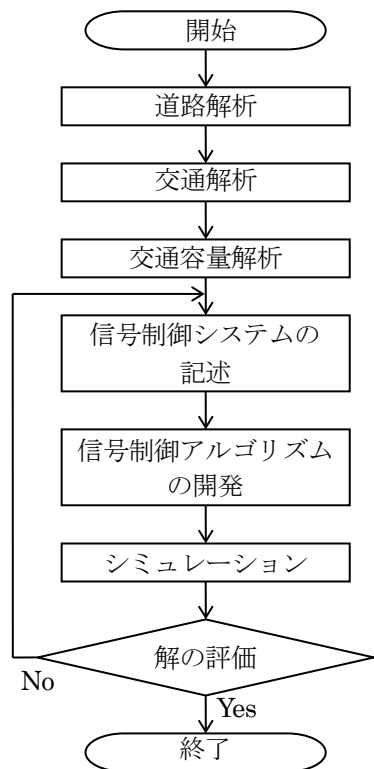 開始
道路解析
交通解析
交通容量解析
信号制御システムの
記述
信号制御アルゴリズム
の開発
シミュレーション
解の評価
No
Yes
終了